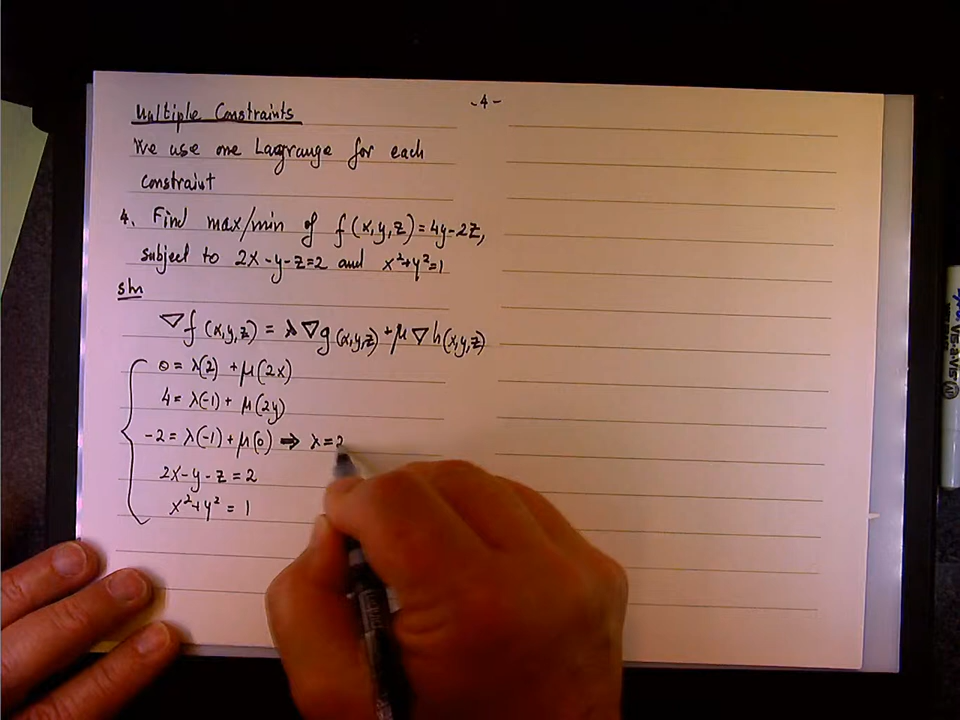 -4-
Multiple Constraints
We use one Lagrange for each
constraint
4. Find max/min of f(x,y,z)=4y-2z,
subject to 2x-y-z=2 and x²+y²=1
sln
∇f(x,y,z) = λ∇g(x,y,z) + μ∇h(x,y,z)
0 = λ(2) + μ(2x)
4 = λ(-1) + μ(2y)
-2 = λ(-1) + μ(0) ⇒ λ=2
2x-y-z = 2
x²+y² = 1